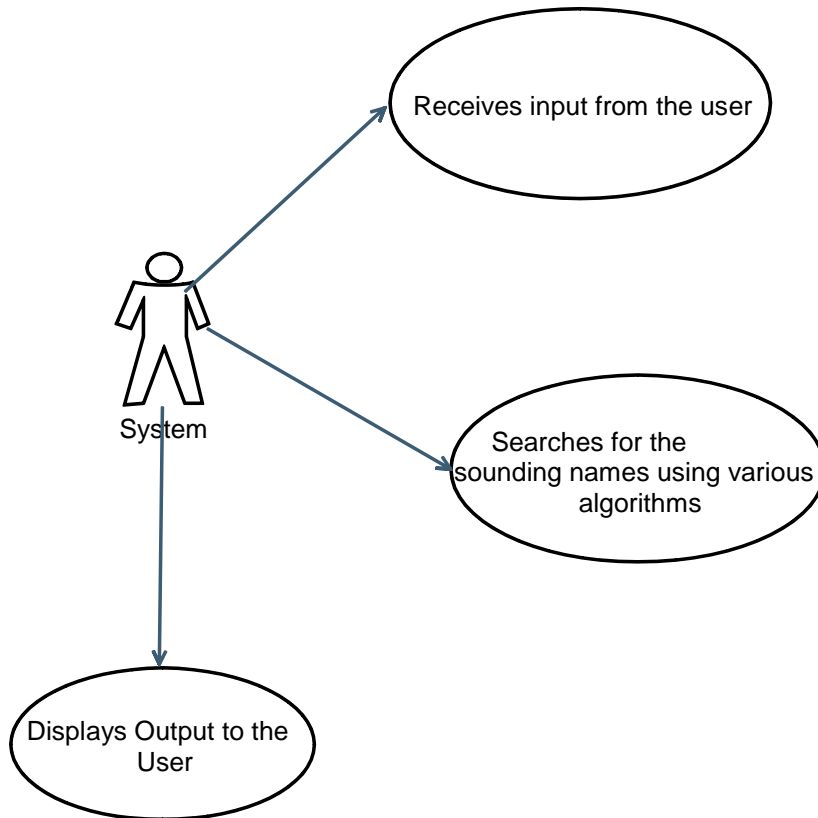 Receives input from the user
System
Searches for the
sounding names using various
algorithms
Displays Output to the
User